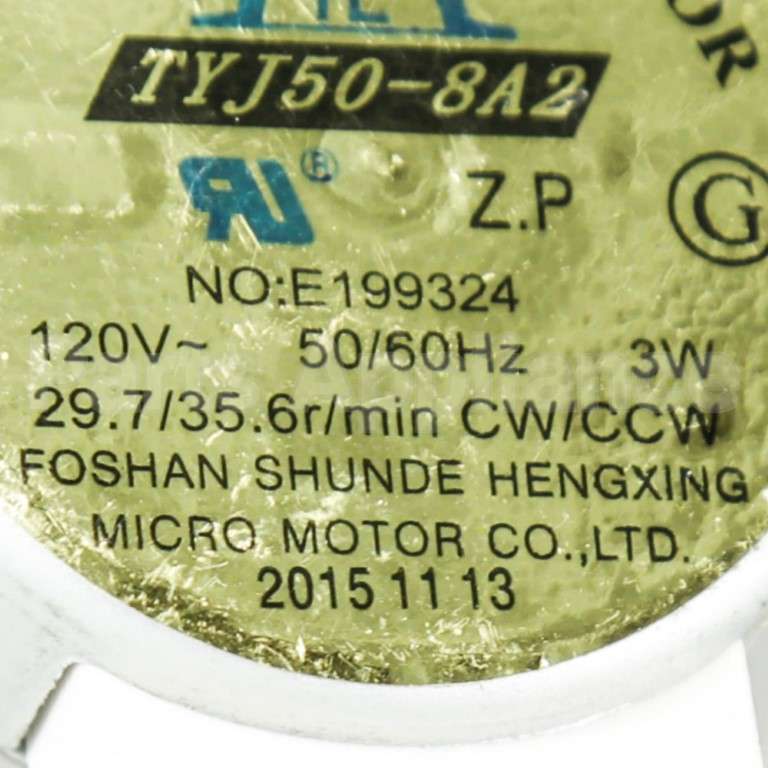 TYJ50-8A2
RU® Z.P G
NO:E199324
120V~ 50/60Hz 3W
29.7/35.6r/min CW/CCW
FOSHAN SHUNDE HENGXING
MICRO MOTOR CO.,LTD.
2015 11 13